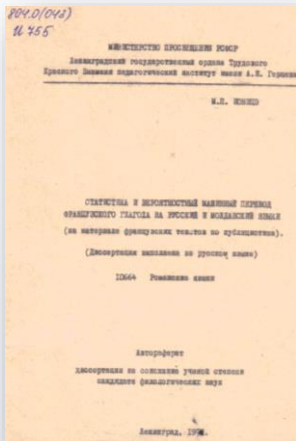 804.0(043)
И 755
МИНИСТЕРСТВО ПРОСВЕЩЕНИЯ РСФСР
Ленинградский государственный ордена Трудового
Красного Знамени педагогический институт имени А.И. Герцена
М.П.
СТАТИСТИКА И ВЕРОЯТНОСТНЫЙ МАШИННЫЙ ПЕРЕВОД
ФРАНЦУЗСКОГО ГЛАГОЛА НА РУССКИЙ И МОЛДАВСКИЙ ЯЗЫКИ
(на материале французских текстов по публицистике).
(Диссертация выполнена на русском языке)
10664 Романские языки
Автореферат
диссертации на соискание ученой степени
кандидата филологических наук
Ленинград,